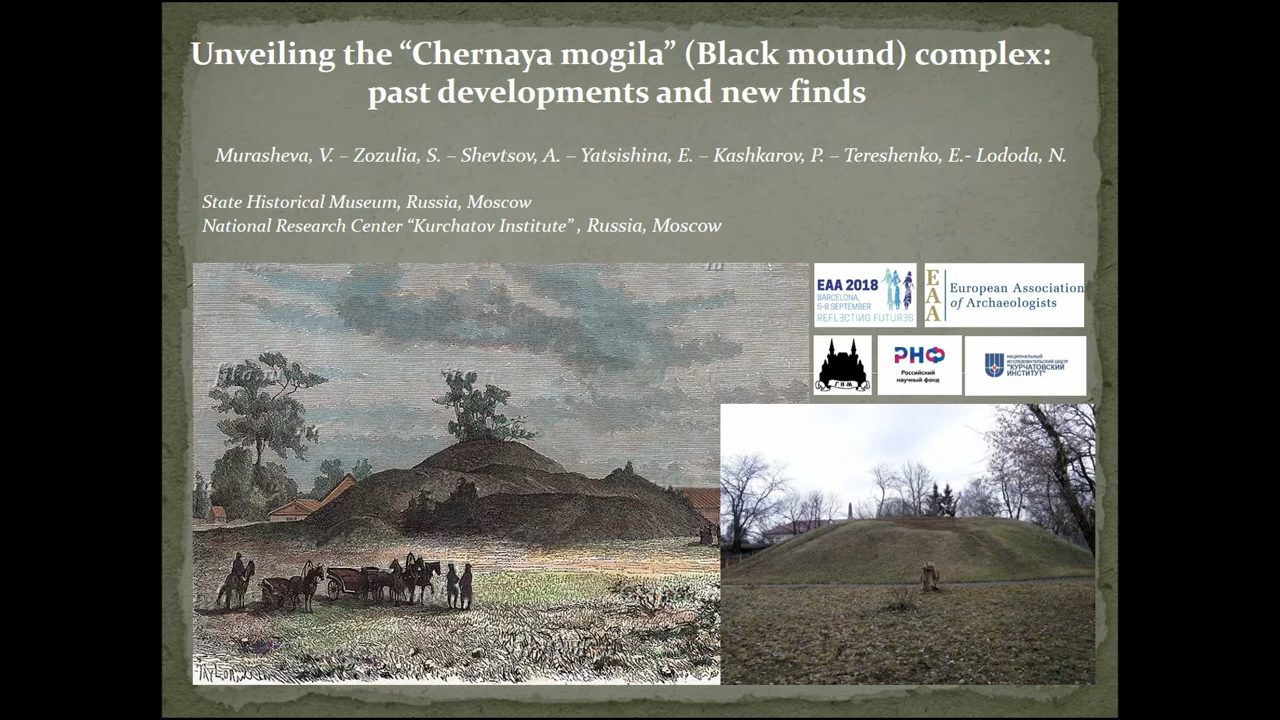 Unveiling the “Chernaya mogila” (Black mound) complex:
past developments and new finds
Murasheva, V. – Zozulia, S. – Shevtsov, A. – Yatsishina, E. – Kashkarov, P. – Tereshenko, E.- Lododa, N.
State Historical Museum, Russia, Moscow
National Research Center “Kurchatov Institute” , Russia, Moscow
EAA 2018
BARCELONA,
5-8 SEPTEMBER
REFLECTING FUTURES
EAA
European Association
of Archaeologists
ГИМ
РНФ
Российский
научный фонд
НАЦИОНАЛЬНЫЙ
ИССЛЕДОВАТЕЛЬСКИЙ ЦЕНТР
"КУРЧАТОВСКИЙ
ИНСТИТУТ"
TAYLOR